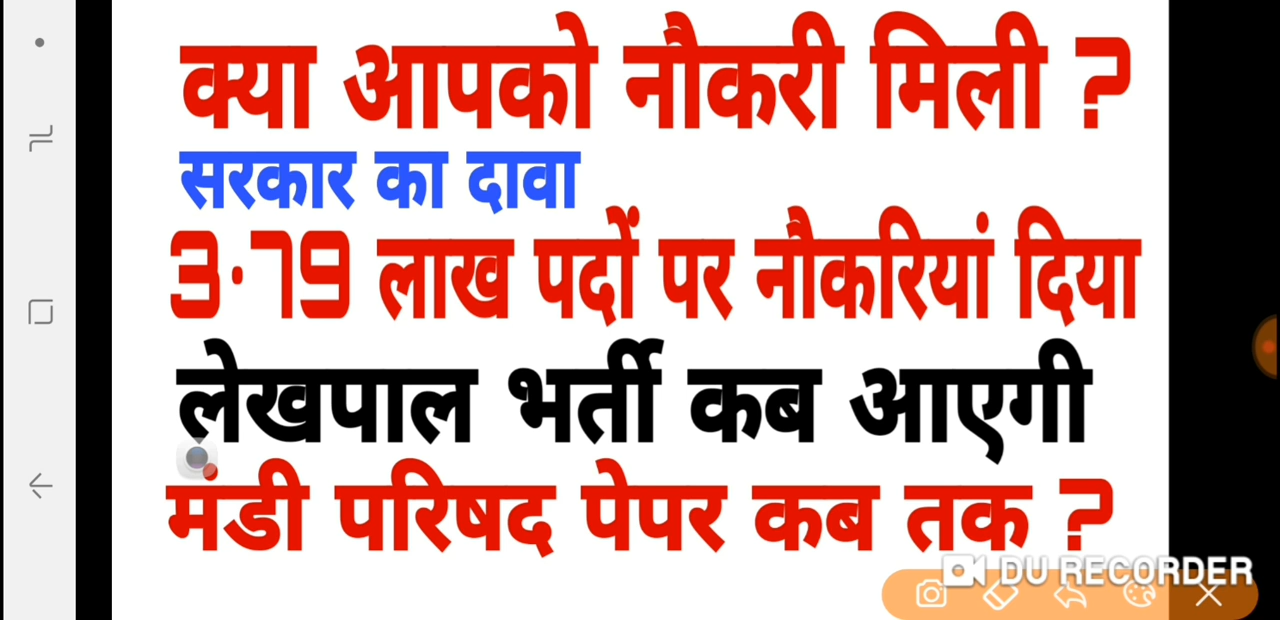 क्या आपको नौकरी मिली ?
सरकार का दावा
3.79 लाख पदों पर नौकरियां दिया
लेखपाल भर्ती कब आएगी
मंडी परिषद पेपर कब तक ?
DU RECORDER